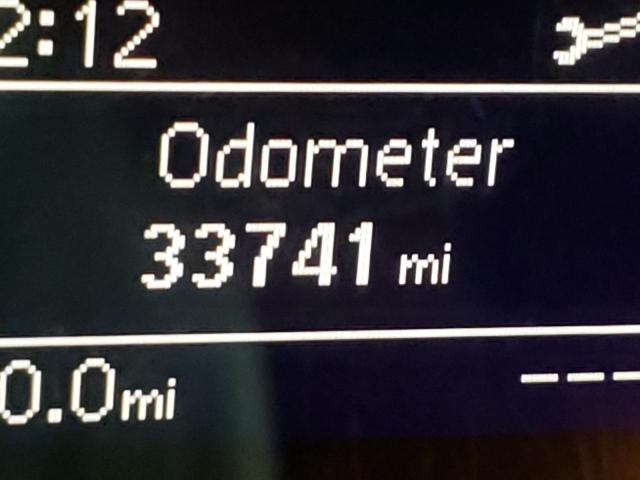 2:12
Odometer
33741 mi
0.0mi
---